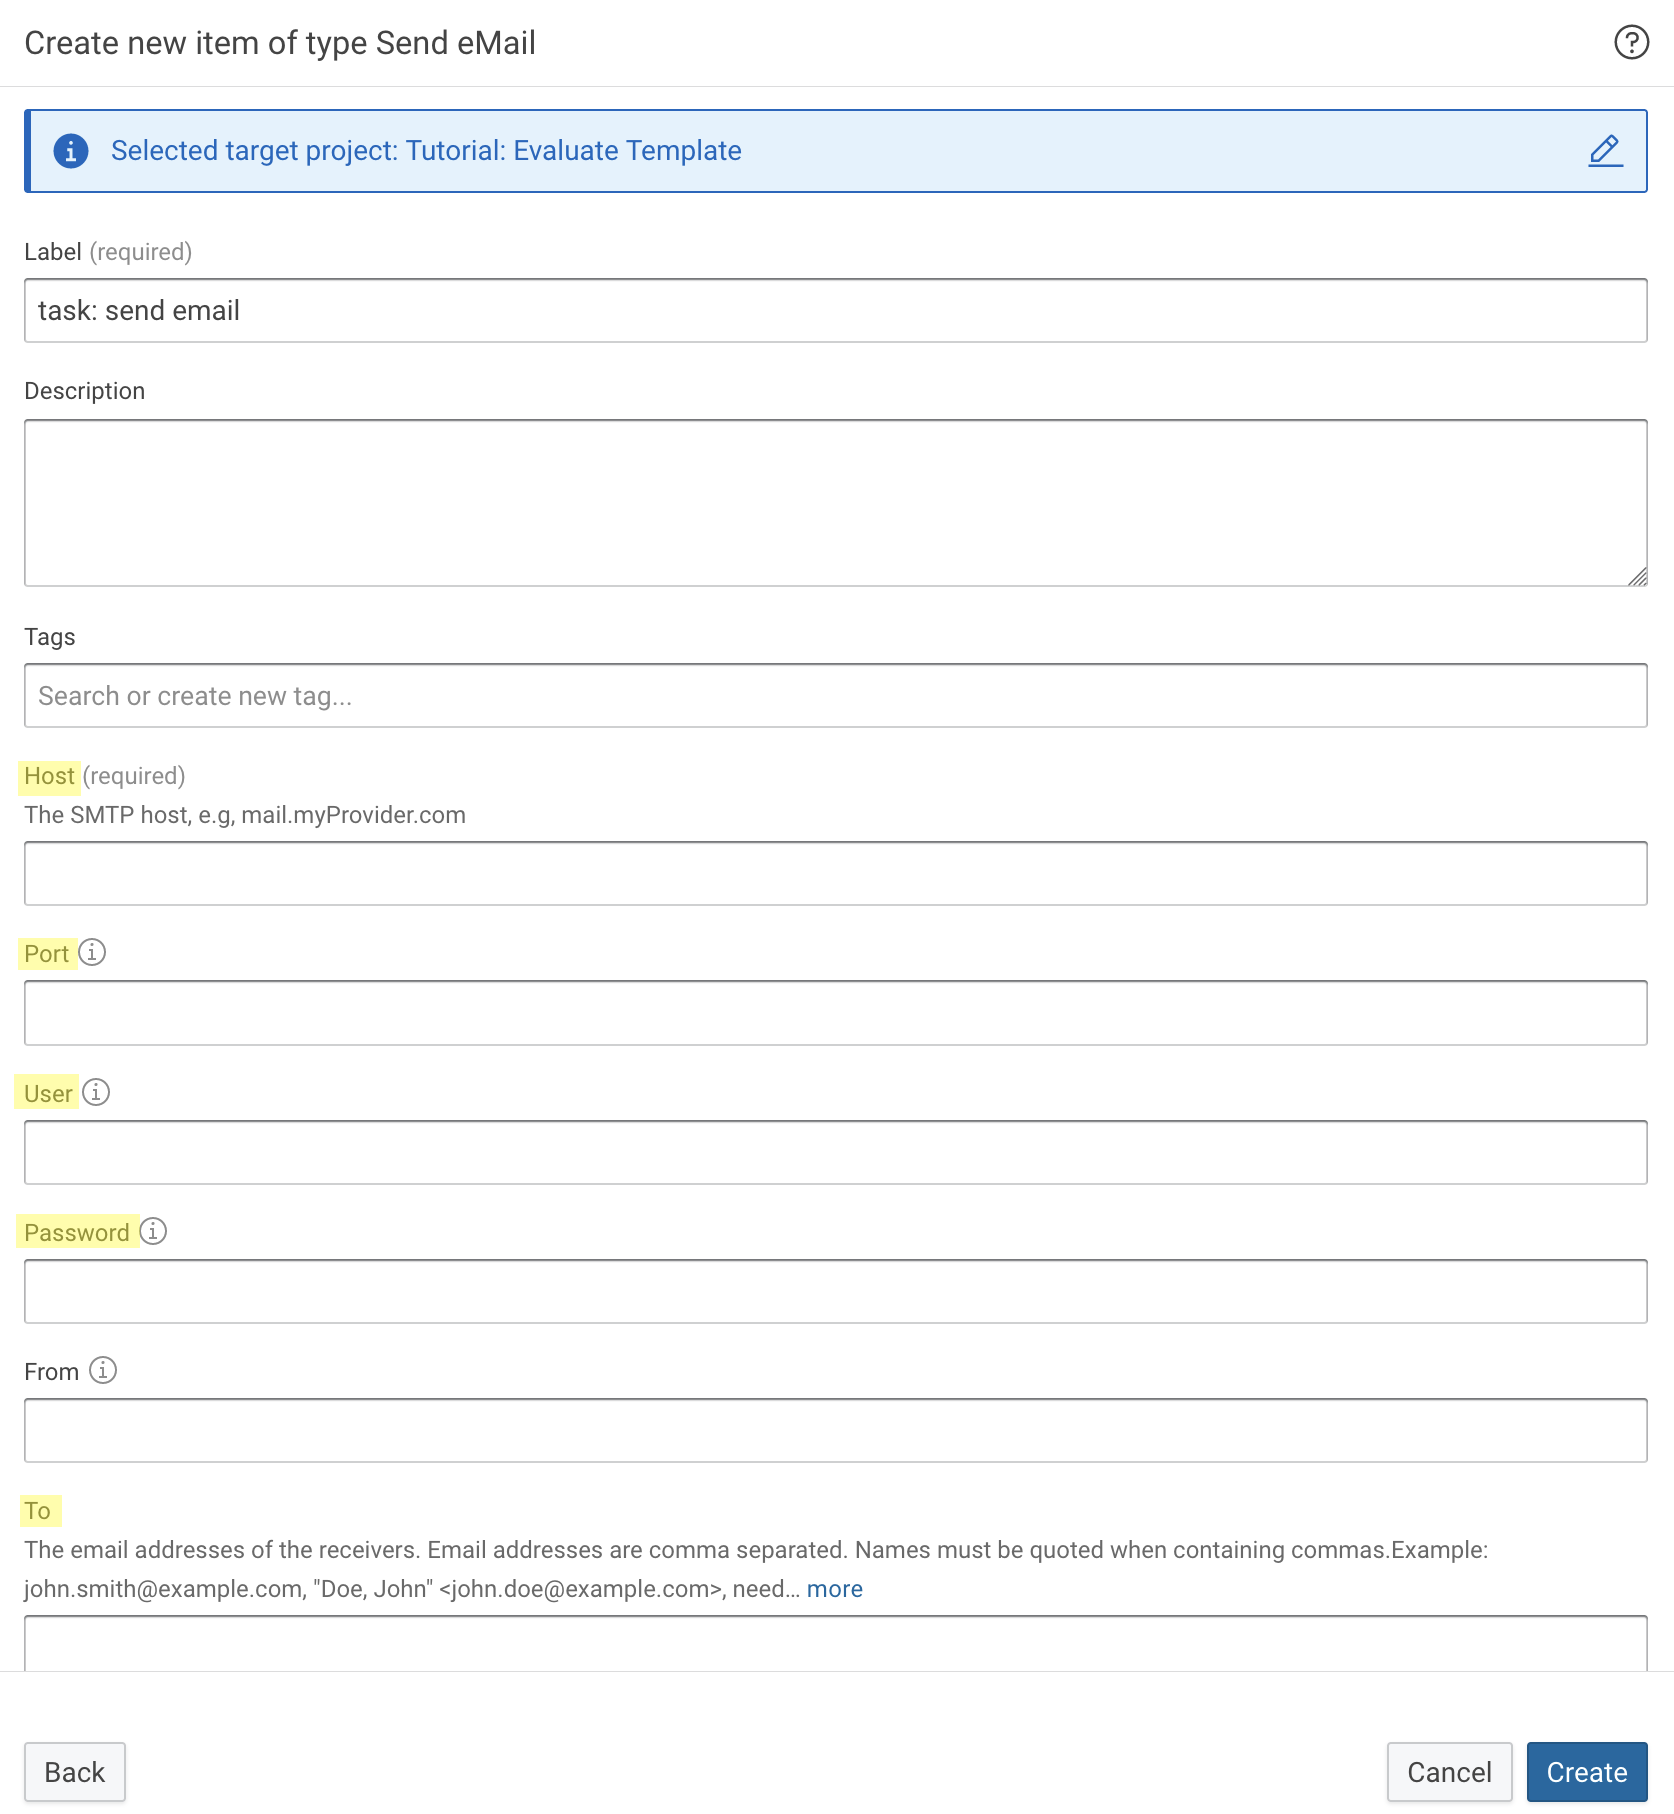 Create new item of type Send eMail
Selected target project: Tutorial: Evaluate Template
Label (required)
task: send email
Description
Tags
Search or create new tag...
Host (required)
The SMTP host, e.g, mail.myProvider.com
Port
User
Password
From
To
The email addresses of the receivers. Email addresses are comma separated. Names must be quoted when containing commas.Example:
john.smith@example.com, "Doe, John" <john.doe@example.com>, need... more
Back
Cancel
Create